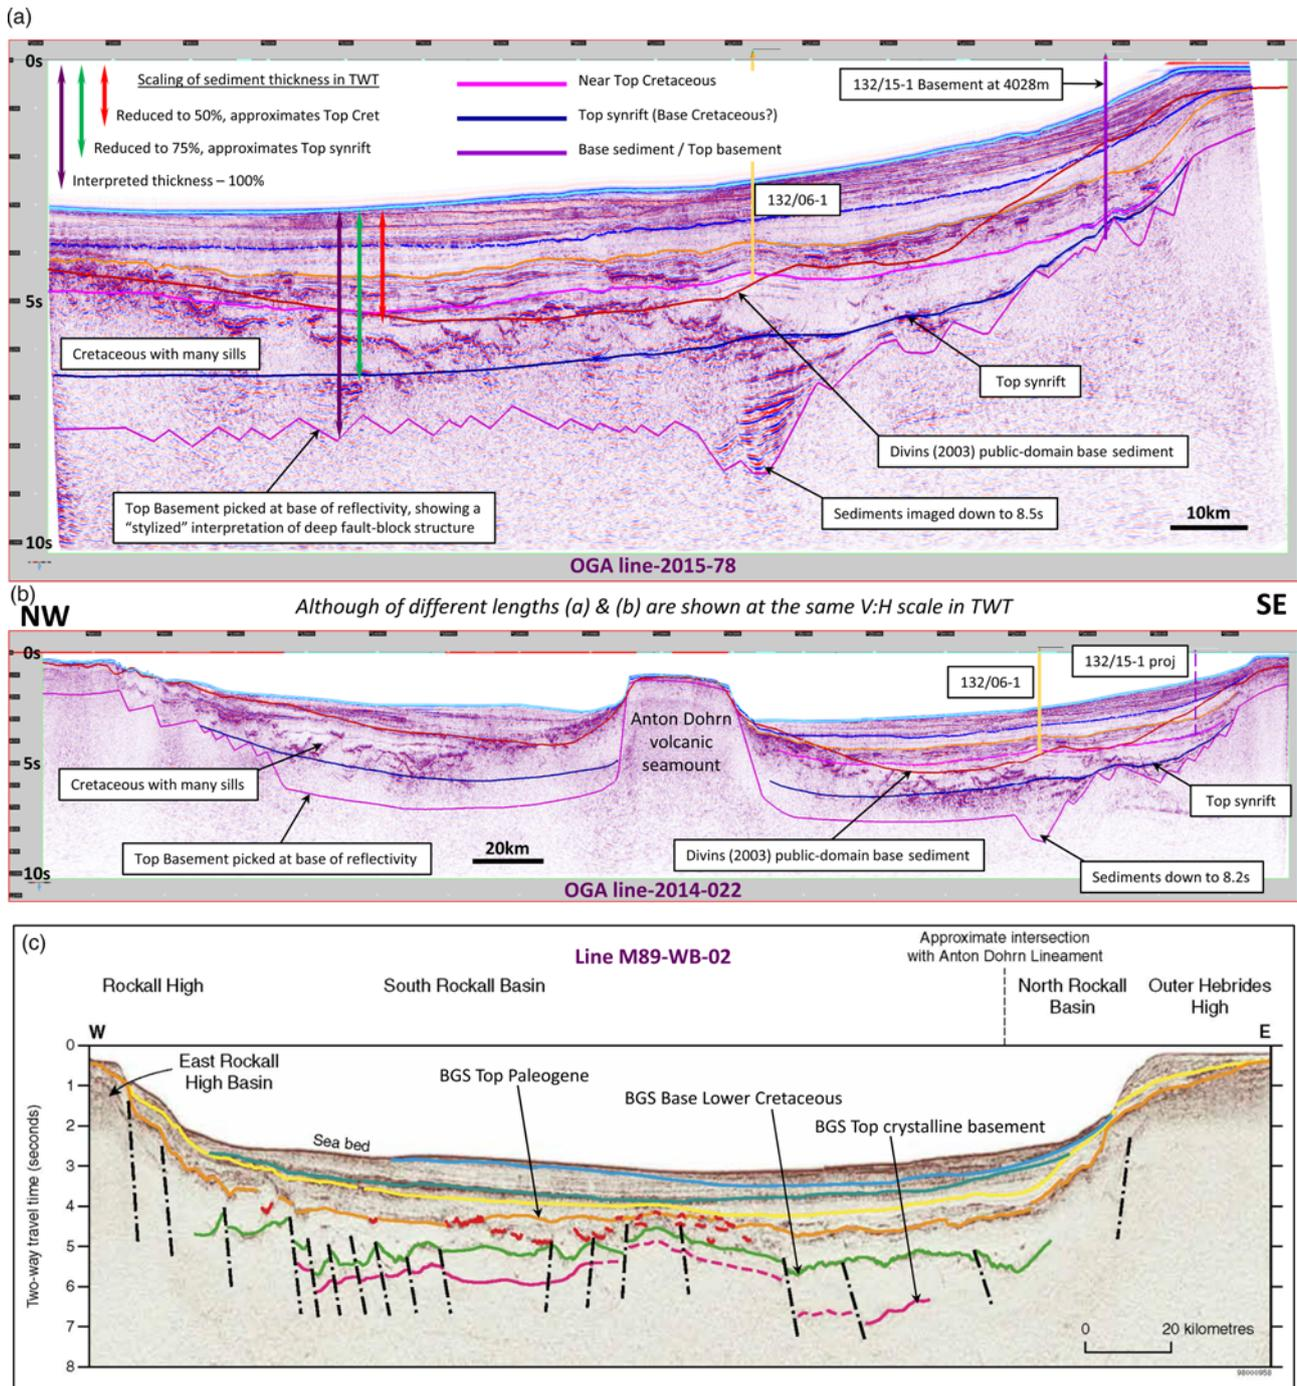 (a)
0s
Scaling of sediment thickness in TWT
Reduced to 50%, approximates Top Cret
Reduced to 75%, approximates Top synrift
Interpreted thickness – 100%
Near Top Cretaceous
Top synrift (Base Cretaceous?)
Base sediment / Top basement
132/15-1 Basement at 4028m
132/06-1
5s
Cretaceous with many sills
Top synrift
Divins (2003) public-domain base sediment
Top Basement picked at base of reflectivity, showing a
“stylized” interpretation of deep fault-block structure
Sediments imaged down to 8.5s
10km
10s
OGA line-2015-78
(b)
NW
Although of different lengths (a) & (b) are shown at the same V:H scale in TWT
SE
0s
132/06-1
132/15-1 proj
Anton Dohrn
volcanic
seamount
5s
Cretaceous with many sills
Top synrift
Top Basement picked at base of reflectivity
20km
Divins (2003) public-domain base sediment
Sediments down to 8.2s
10s
OGA line-2014-022
(c)
Line M89-WB-02
Approximate intersection
with Anton Dohrn Lineament
Rockall High
South Rockall Basin
North Rockall
Basin
Outer Hebrides
High
W
E
0
East Rockall
High Basin
BGS Top Paleogene
BGS Base Lower Cretaceous
BGS Top crystalline basement
1
2
Sea bed
3
4
5
6
7
8
Two-way travel time (seconds)
0
20 kilometres
98000958